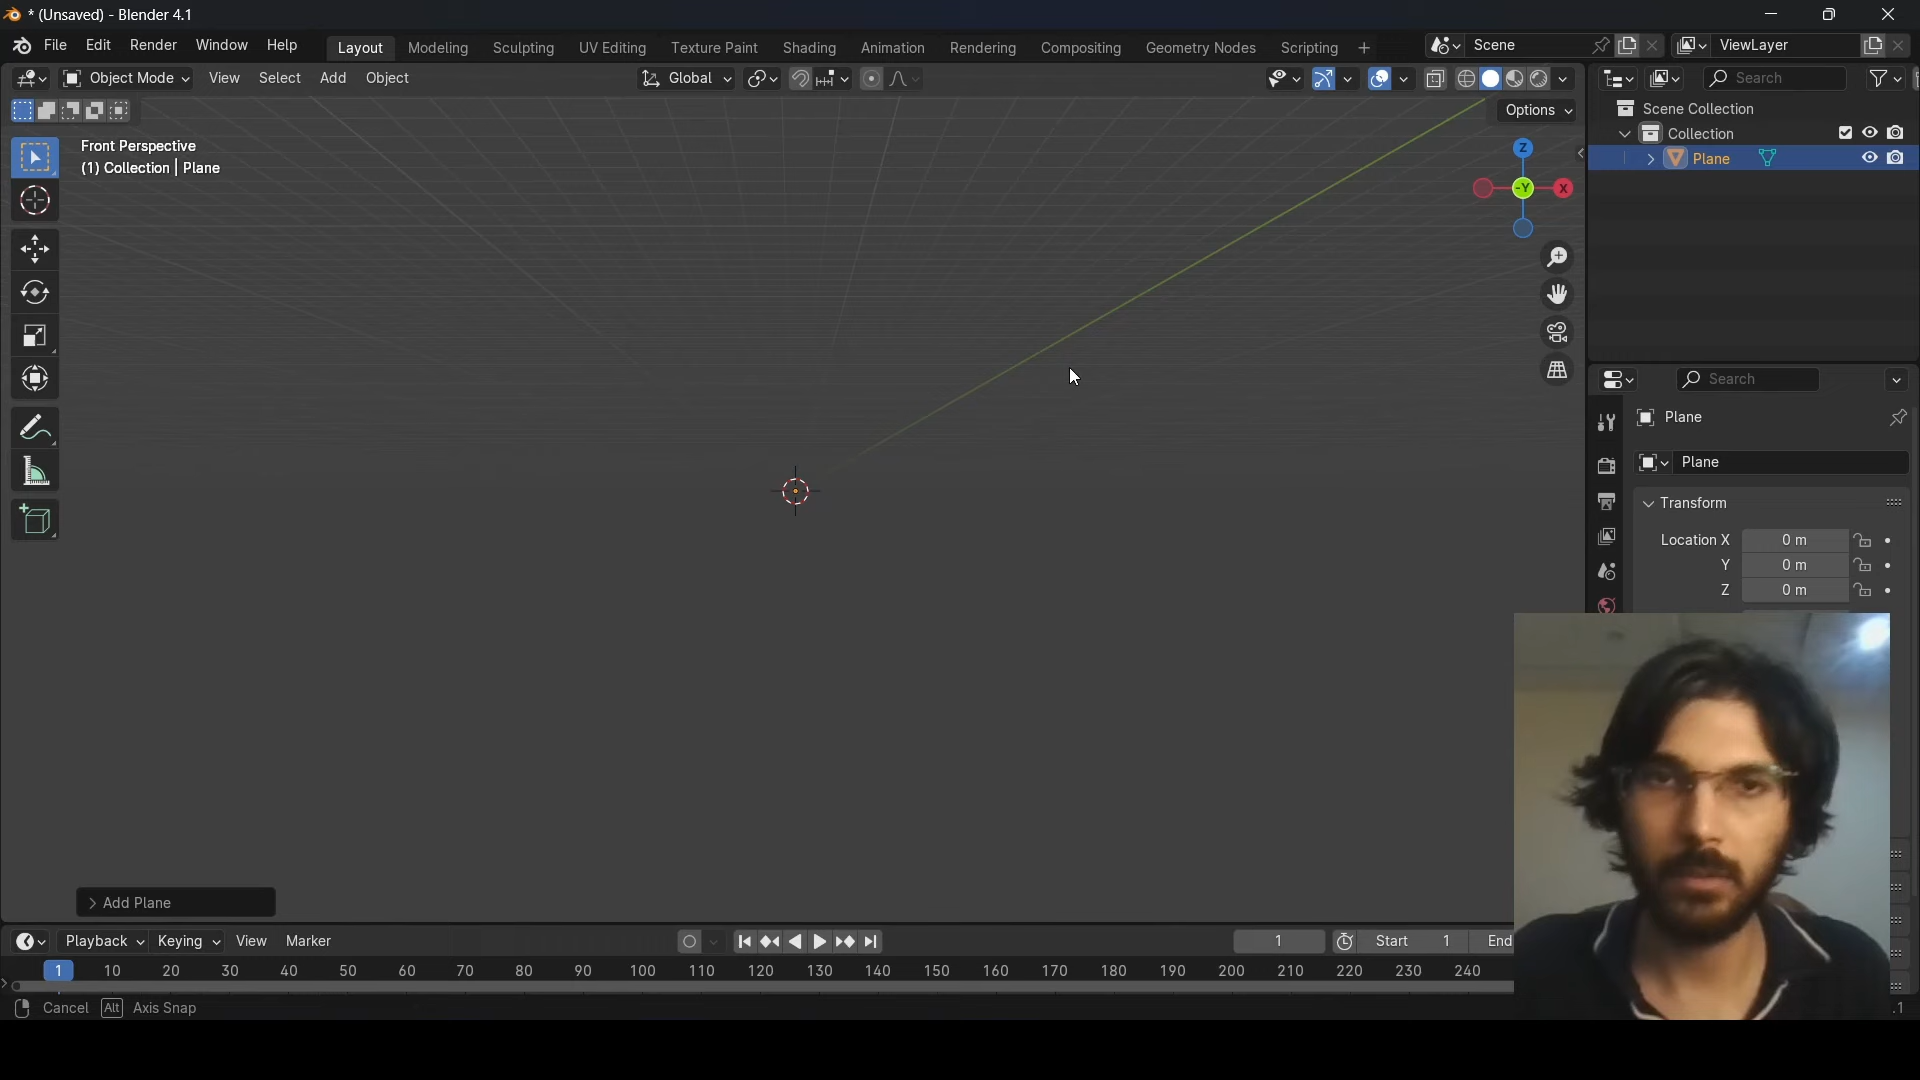 * (Unsaved) - Blender 4.1
File Edit Render Window Help Layout Modeling Sculpting UV Editing Texture Paint Shading Animation Rendering Compositing Geometry Nodes Scripting + Scene ViewLayer
Object Mode View Select Add Object Global Search
Options
Front Perspective
(1) Collection | Plane
Z
-Y X
Scene Collection
Collection
Plane
Search
Plane
Plane
Transform
Location X 0 m
Y 0 m
Z 0 m
Add Plane
Playback Keying View Marker 1 Start 1 End
1 10 20 30 40 50 60 70 80 90 100 110 120 130 140 150 160 170 180 190 200 210 220 230 240
Cancel Alt Axis Snap .1